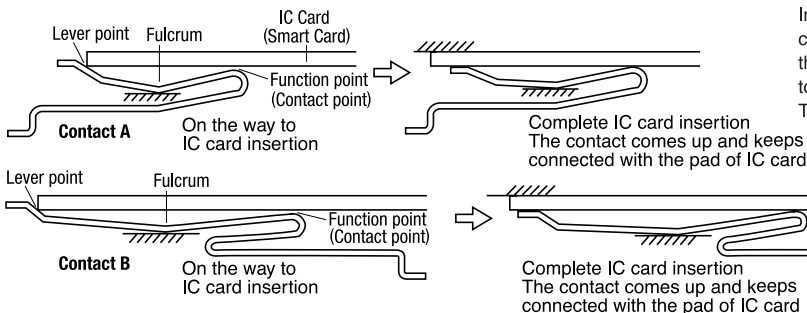 IC Card
(Smart Card)
Lever point
Fulcrum
Function point
(Contact point)
Contact A
On the way to
IC card insertion
Complete IC card insertion
The contact comes up and keeps
connected with the pad of IC card
Lever point
Fulcrum
Function point
(Contact point)
Contact B
On the way to
IC card insertion
Complete IC card insertion
The contact comes up and keeps
connected with the pad of IC card